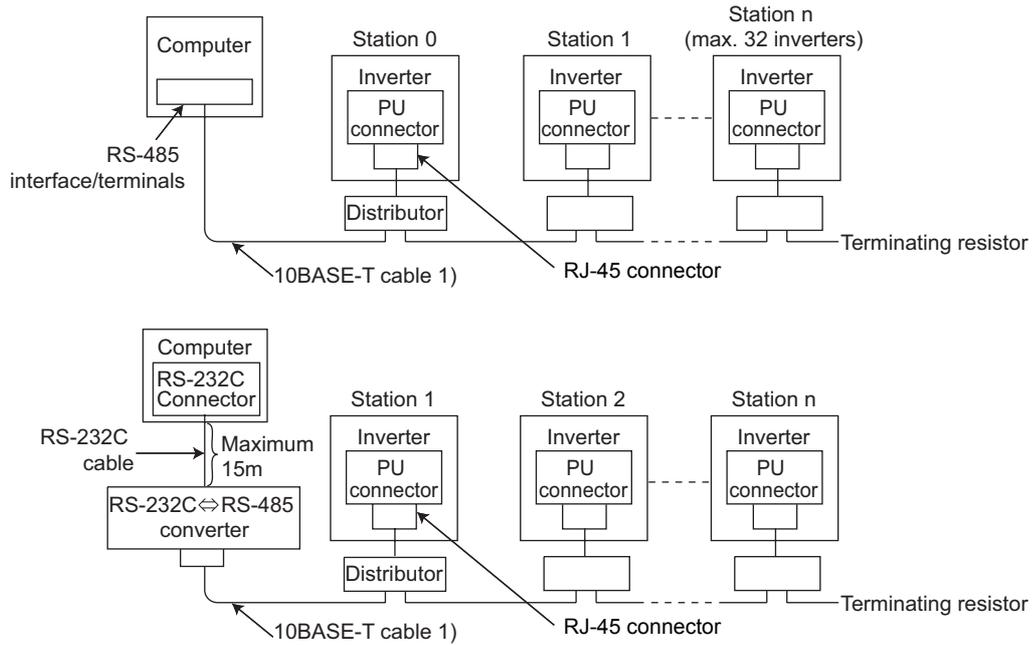 Computer
RS-485
interface/terminals
Station 0
Inverter
PU
connector
Distributor
Station 1
Inverter
PU
connector
Station n
(max. 32 inverters)
Inverter
PU
connector
Terminating resistor
10BASE-T cable 1)
RJ-45 connector
Computer
RS-232C
Connector
RS-232C
cable
Maximum
15m
RS-232C⇔RS-485
converter
Station 1
Inverter
PU
connector
Distributor
Station 2
Inverter
PU
connector
Station n
Inverter
PU
connector
Terminating resistor
10BASE-T cable 1)
RJ-45 connector